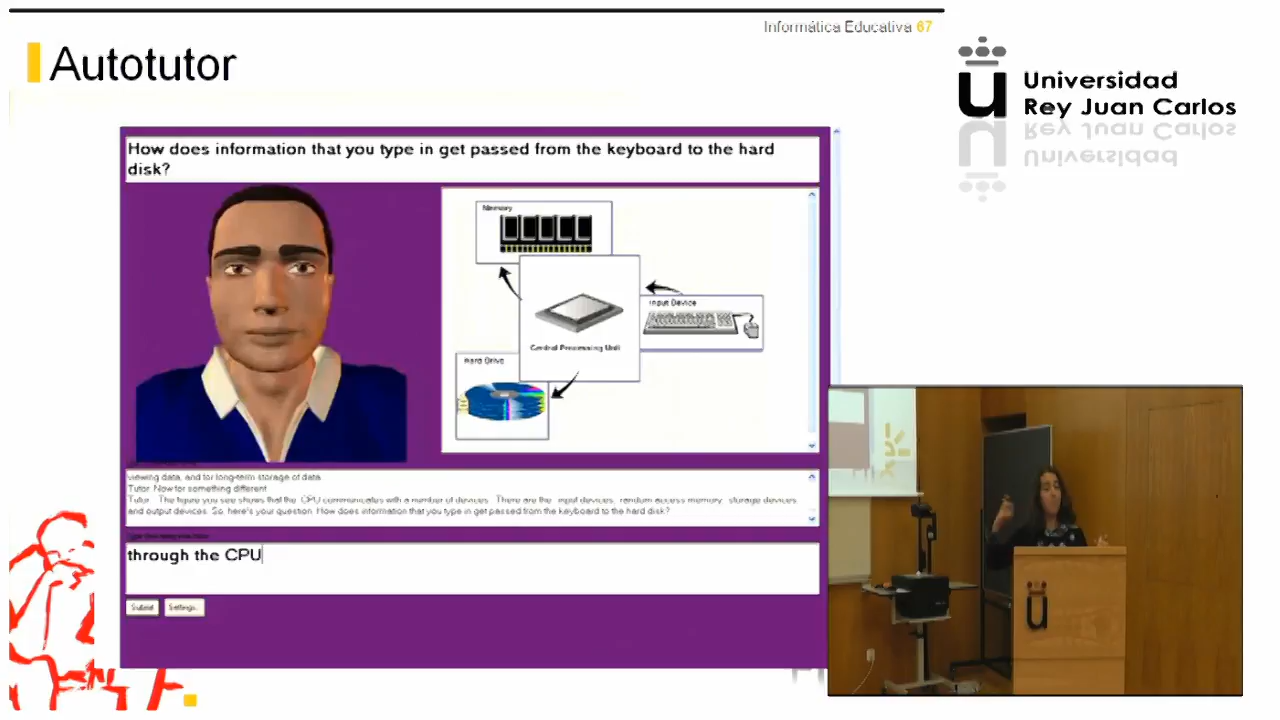 Informática Educativa 67
Autotutor
Universidad
Rey Juan Carlos
How does information that you type in get passed from the keyboard to the hard
disk?
Memory
Input Device
Central Processing Unit
Hard Drive
viewing data, and for long-term storage of data.
Tutor: Now for something different
Tutor: The figure you see shows that the CPU communicates with a number of devices. There are the input devices, random access memory, storage devices
and output devices. So, here's your question: How does information that you type in get passed from the keyboard to the hard disk?
through the CPU
Submit
Settings